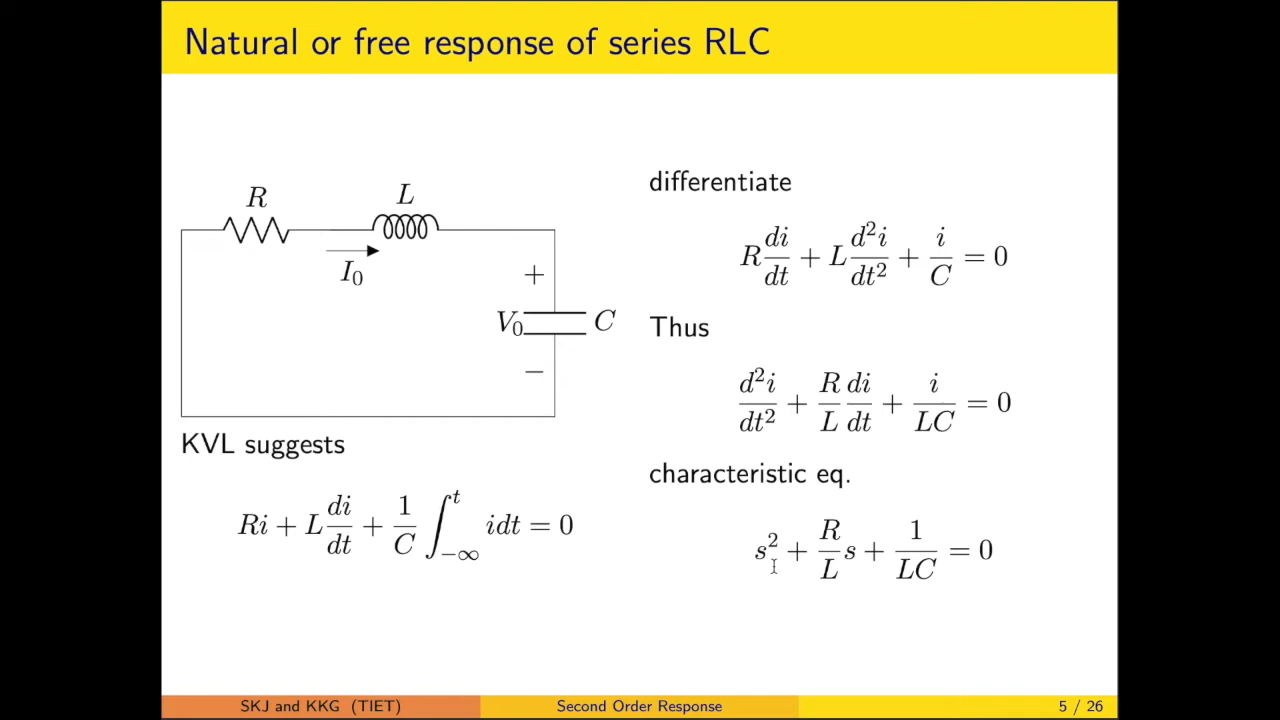 Natural or free response of series RLC
R
L
I₀
+
V₀
C
−
KVL suggests
Ri + L di/dt + 1/C ∫_{−∞}^{t} idt = 0
differentiate
R di/dt + L d²i/dt² + i/C = 0
Thus
d²i/dt² + R/L di/dt + i/LC = 0
characteristic eq.
s² + R/L s + 1/LC = 0
SKJ and KKG (TIET)
Second Order Response
5 / 26